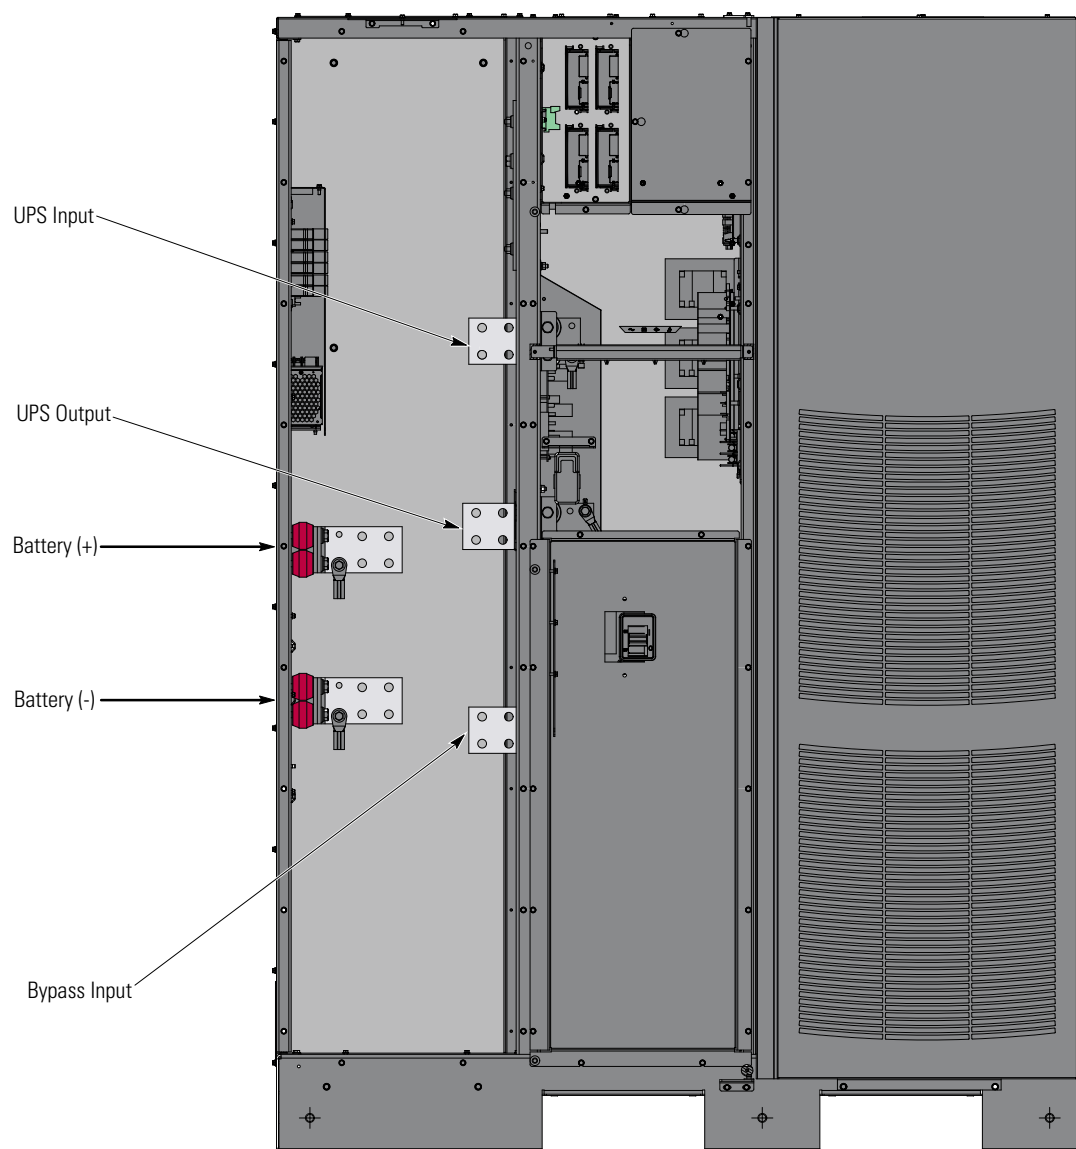 UPS Input
UPS Output
Battery (+)
Battery (-)
Bypass Input